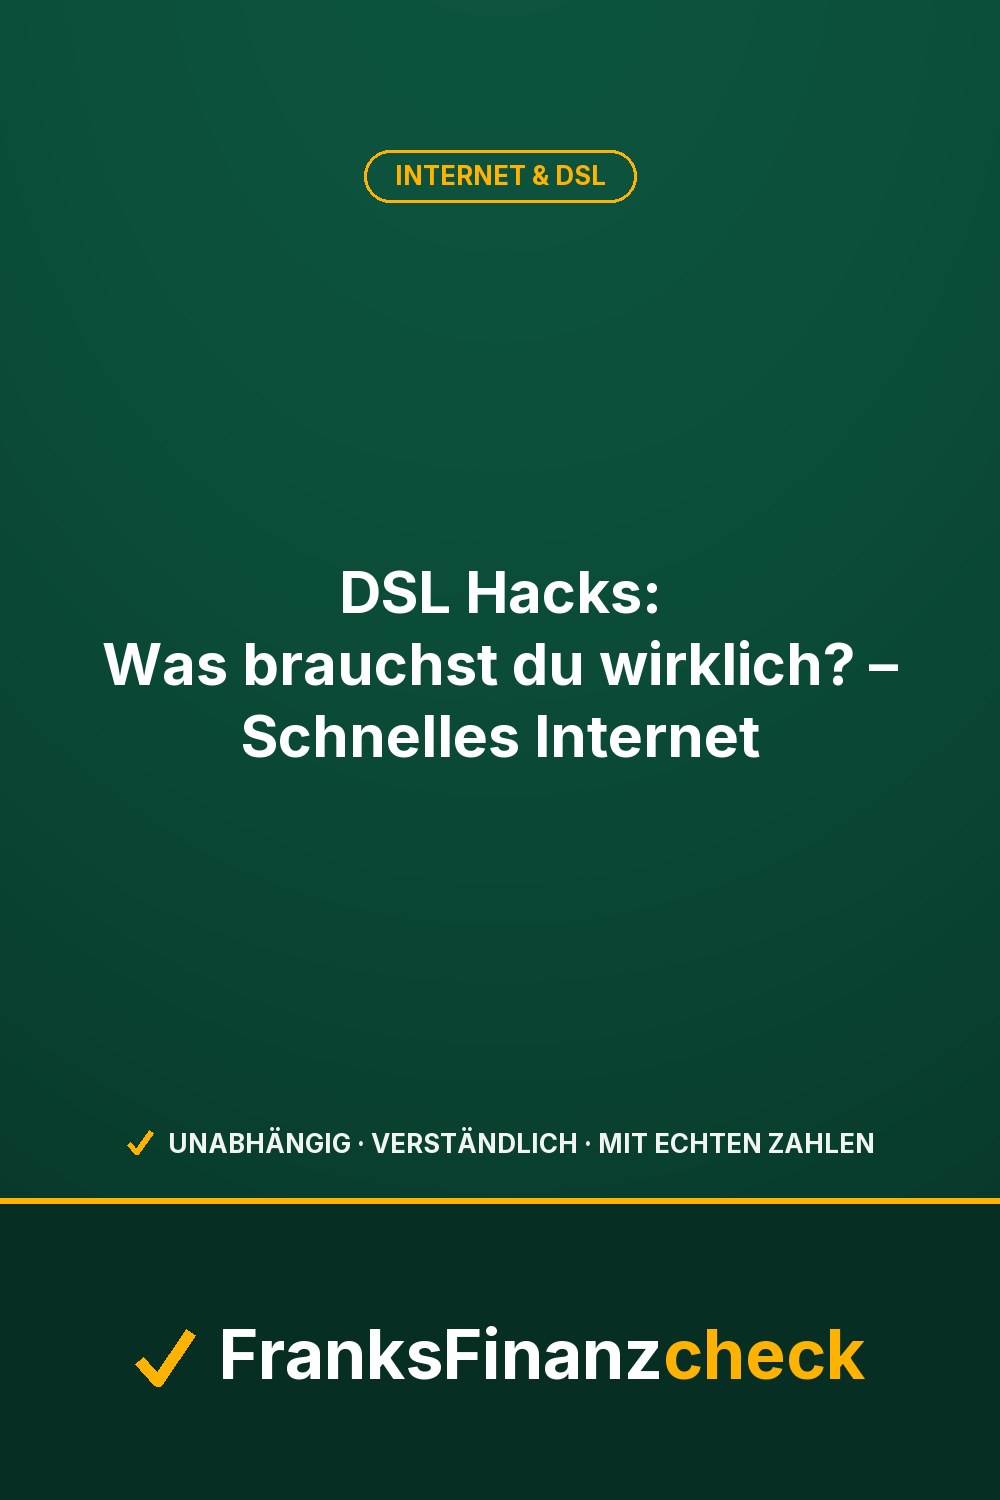 INTERNET & DSL
DSL Hacks:
Was brauchst du wirklich? –
Schnelles Internet
UNABHÄNGIG · VERSTÄNDLICH · MIT ECHTEN ZAHLEN
FranksFinanzcheck